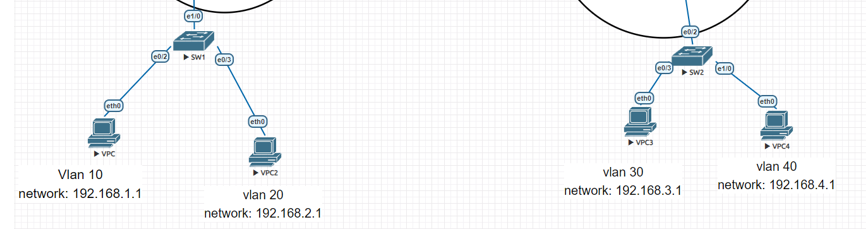 e1/0
SW1
e0/2
e0/3
eth0
VPC
eth0
VPC2
Vlan 10
network: 192.168.1.1
vlan 20
network: 192.168.2.1
e0/2
SW2
e0/3
e1/0
eth0
VPC3
eth0
VPC4
vlan 30
network: 192.168.3.1
vlan 40
network: 192.168.4.1